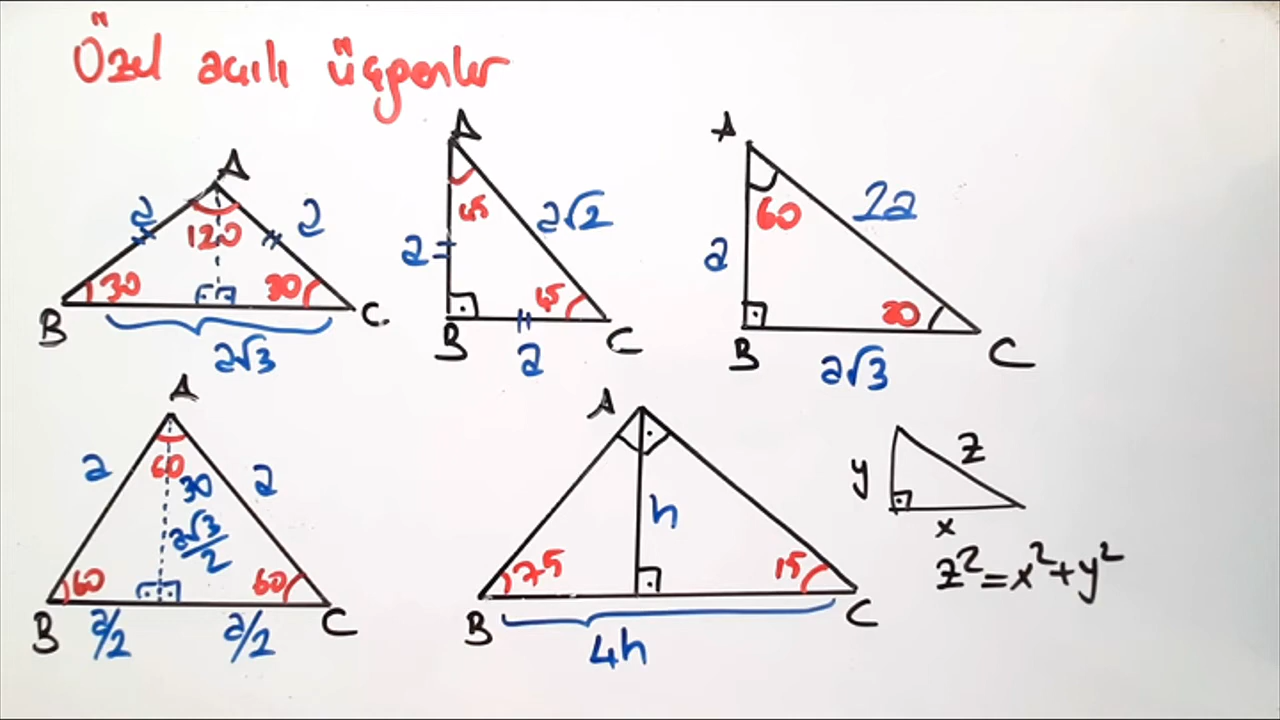 Özel açılı üçgenler
A
a
a
120
30
30
B
C
a√3
A
45
a√2
a
45
B
a
C
A
60
2a
a
30
B
a√3
C
A
60
a
30
a
a√3/2
60
60
B
a/2
a/2
C
A
h
75
15
B
4h
C
y
z
x
z²=x²+y²